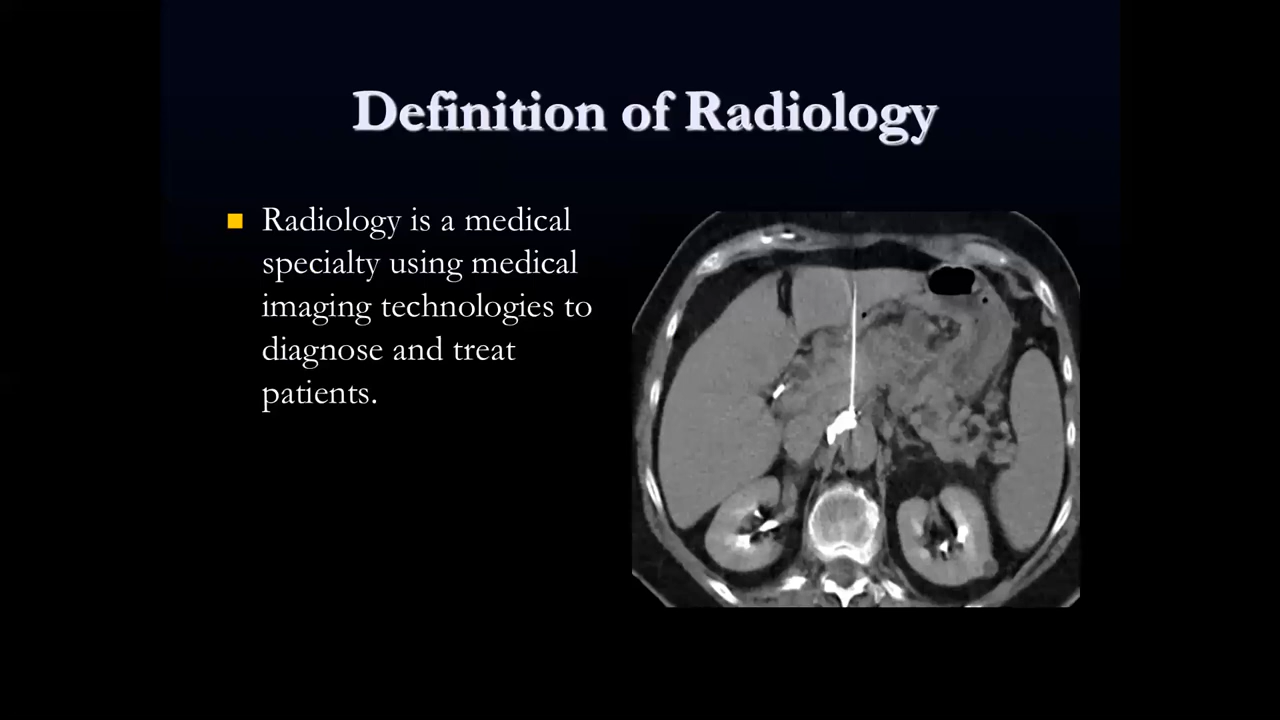 Definition of Radiology
Radiology is a medical
specialty using medical
imaging technologies to
diagnose and treat
patients.